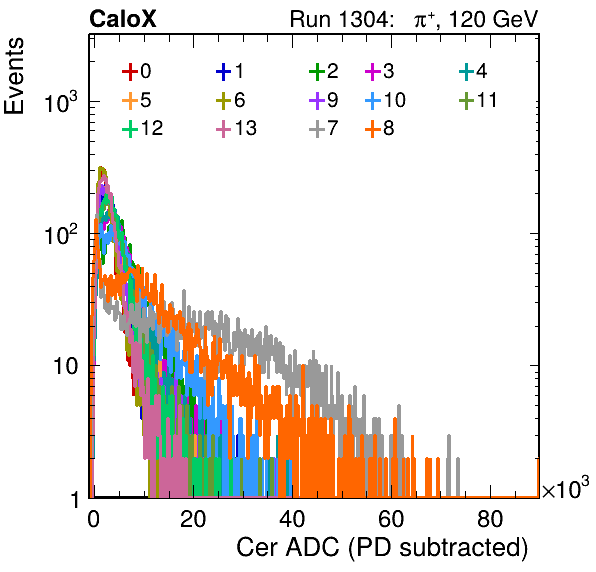 CaloX Run 1304: π⁺, 120 GeV
Events
0 1 2 3 4
5 6 9 10 11
12 13 7 8
10³
10²
10
1
0 20 40 60 80 ×10³
Cer ADC (PD subtracted)